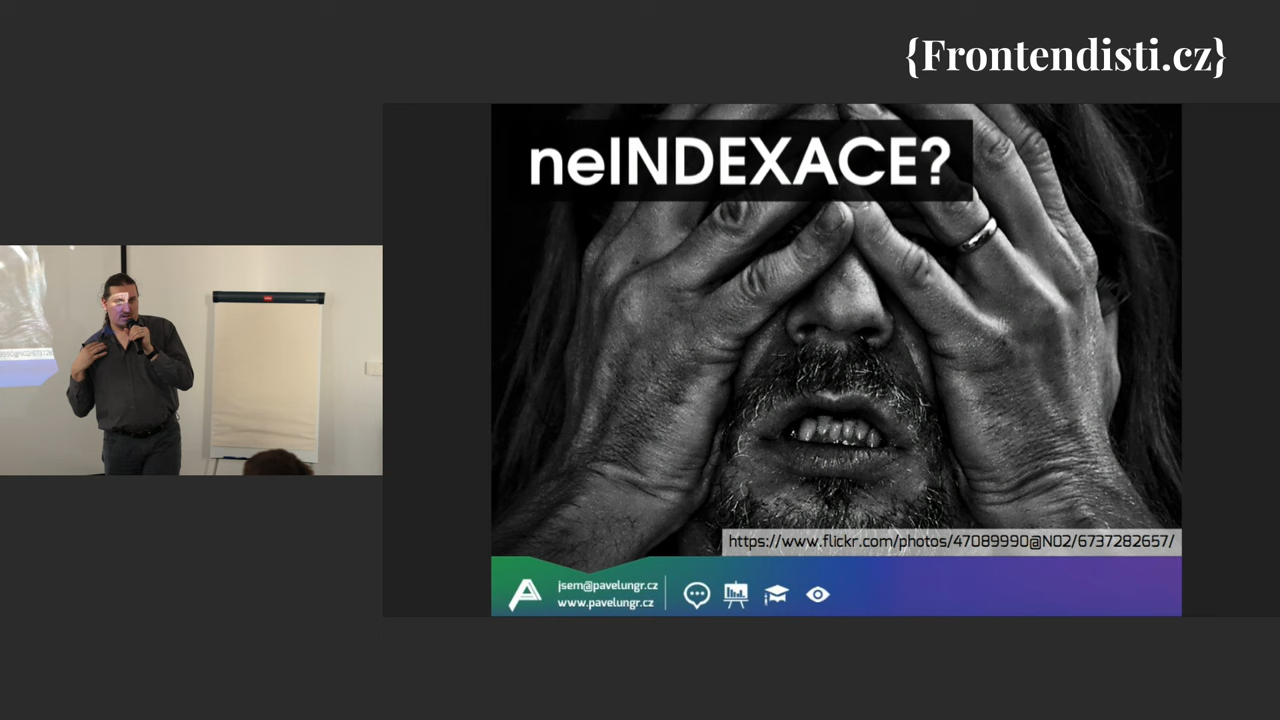 {Frontendisti.cz}
neINDEXACE?
https://www.flickr.com/photos/47089990@N02/6737282657/
jsem@pavelungr.cz
www.pavelungr.cz